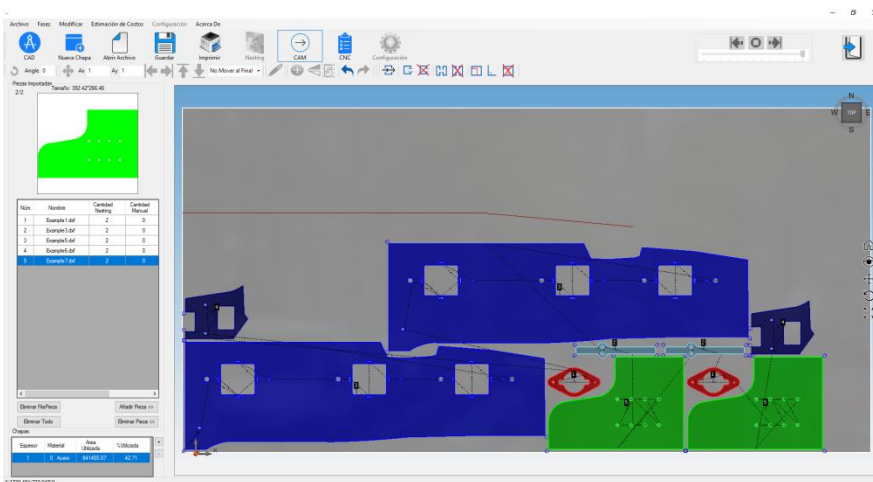 Archivo Fases Modificar Estimación de Costos Configuración Acerca De
CAD Nueva Chapa Abrir Archivo Guardar Imprimir Nesting CAM CNC Configuración
Angle 0 Ax 1 Ay 1 No Mover al Final
Piezas Importadas
2/2 Tamaño: 392.42*266.46
Núm. Nombre Cantidad Nesting Cantidad Manual
1 Example1.dxf 2 0
2 Example3.dxf 2 0
3 Example5.dxf 2 0
4 Example6.dxf 2 0
5 Example7.dxf 2 0
Eliminar FilaPieza Añadir Pieza >>
Eliminar Todo Eliminar Pieza <<
Chapas
Espesor Material Area Utilizada %Utilizada
1 0 Acero 841455.87 42.71
N
W TOP E
S